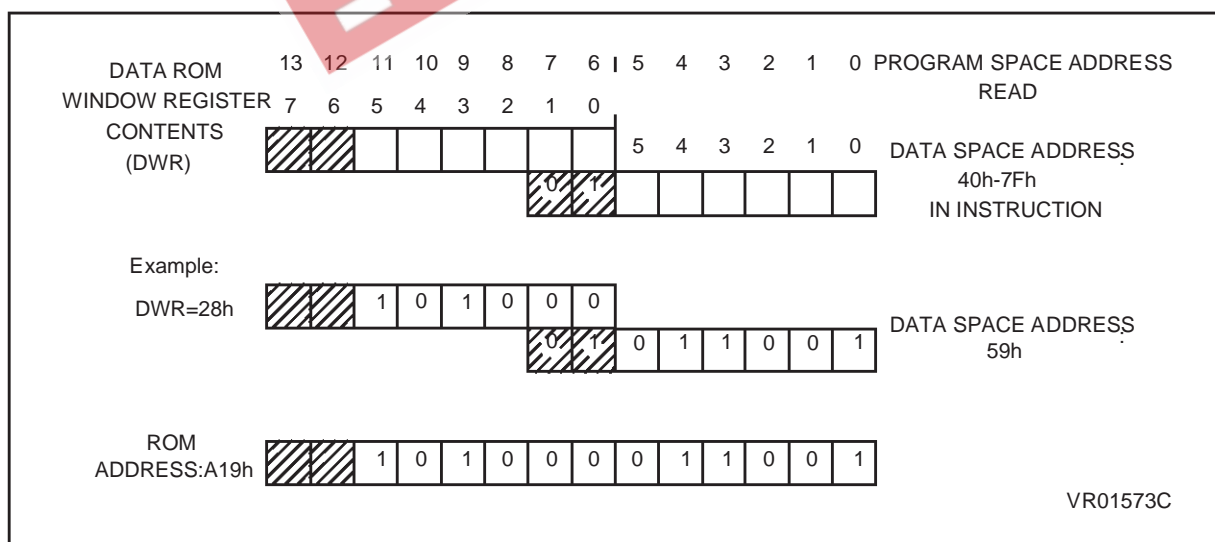 DATA ROM
WINDOW REGISTER
CONTENTS
(DWR)
13 12 11 10 9 8 7 6 5 4 3 2 1 0 PROGRAM SPACE ADDRESS
READ
7 6 5 4 3 2 1 0
5 4 3 2 1 0 DATA SPACE ADDRESS :
40h-7Fh
IN INSTRUCTION
0 1
Example:
DWR=28h
1 0 1 0 0 0
0 1 0 1 1 0 0 1
DATA SPACE ADDRESS :
59h
ROM
ADDRESS:A19h
1 0 1 0 0 0 0 1 1 0 0 1
VR01573C